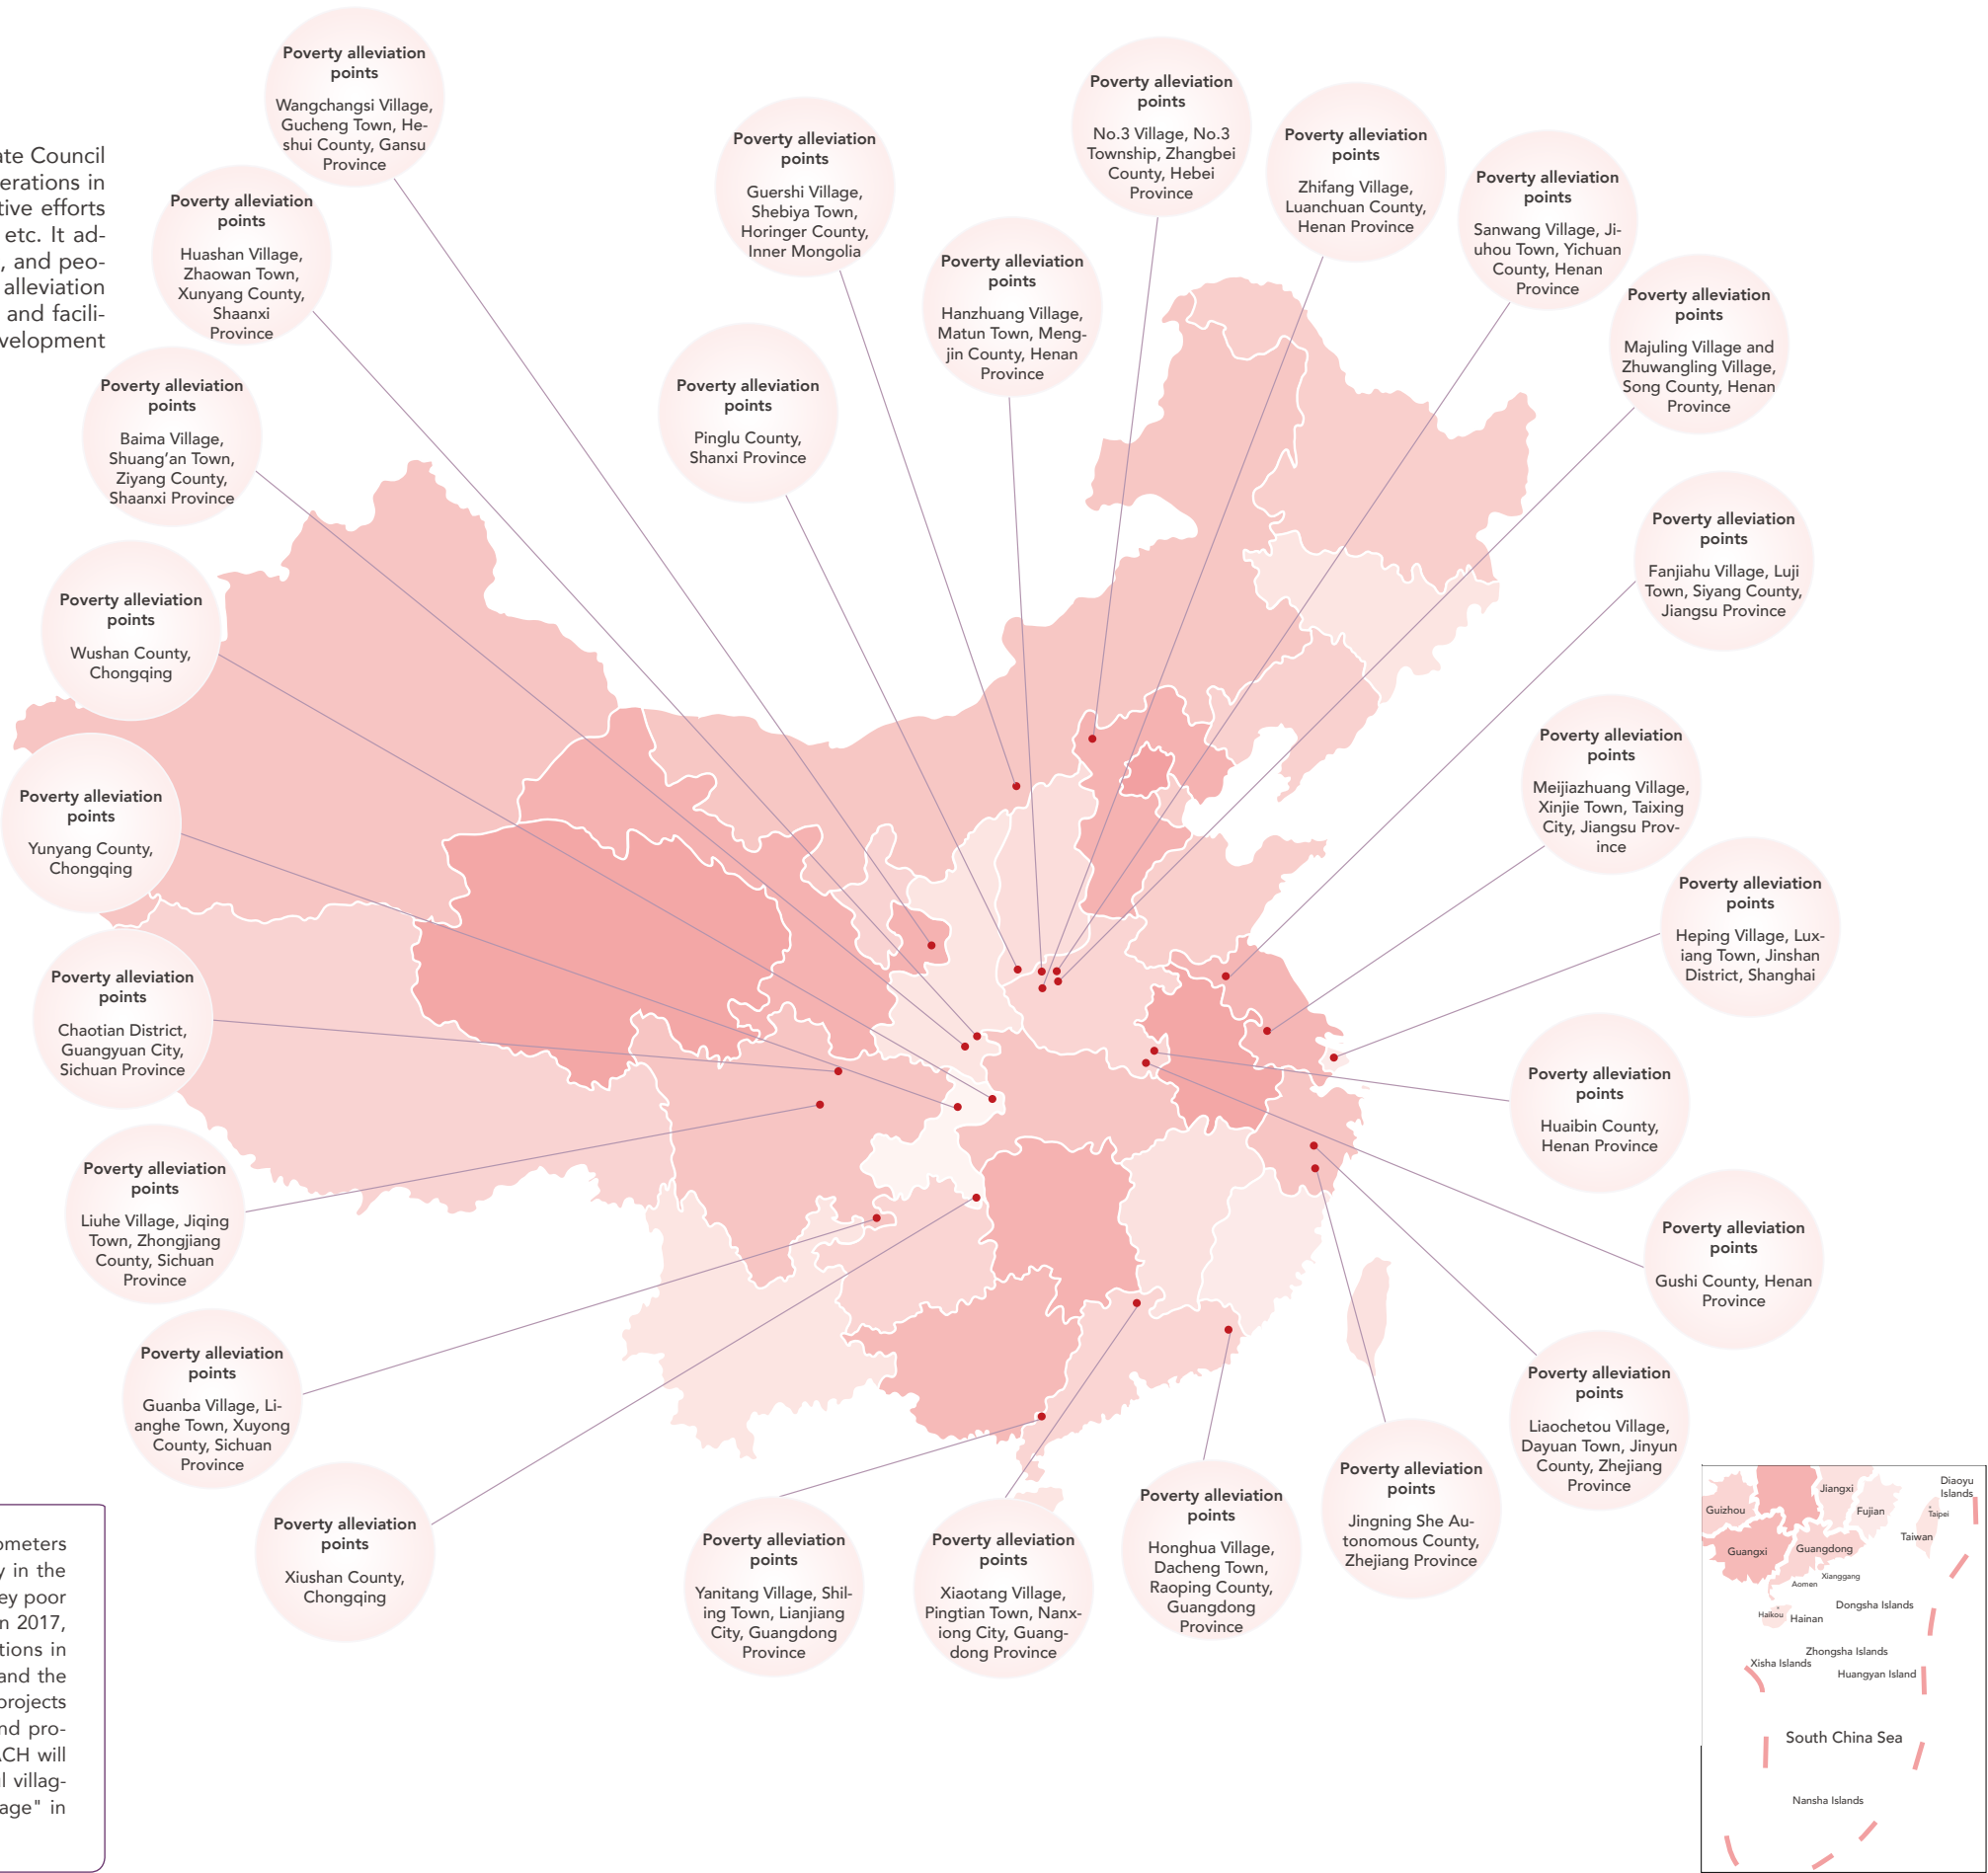 ate Council
erations in
tive efforts
etc. It ad-
, and peo-
alleviation
and facili-
velopment
Poverty alleviation
points
Wangchangsi Village,
Gucheng Town, He-
shui County, Gansu
Province
Poverty alleviation
points
Huashan Village,
Zhaowan Town,
Xunyang County,
Shaanxi
Province
Poverty alleviation
points
Baima Village,
Shuang’an Town,
Ziyang County,
Shaanxi Province
Poverty alleviation
points
Wushan County,
Chongqing
Poverty alleviation
points
Yunyang County,
Chongqing
Poverty alleviation
points
Chaotian District,
Guangyuan City,
Sichuan Province
Poverty alleviation
points
Liuhe Village, Jiqing
Town, Zhongjiang
County, Sichuan
Province
Poverty alleviation
points
Guanba Village, Li-
anghe Town, Xuyong
County, Sichuan
Province
Poverty alleviation
points
Xiushan County,
Chongqing
Poverty alleviation
points
Guershi Village,
Shebiya Town,
Horinger County,
Inner Mongolia
Poverty alleviation
points
Pinglu County,
Shanxi Province
Poverty alleviation
points
Hanzhuang Village,
Matun Town, Meng-
jin County, Henan
Province
Poverty alleviation
points
No.3 Village, No.3
Township, Zhangbei
County, Hebei
Province
Poverty alleviation
points
Zhifang Village,
Luanchuan County,
Henan Province
Poverty alleviation
points
Sanwang Village, Ji-
uhou Town, Yichuan
County, Henan
Province
Poverty alleviation
points
Majuling Village and
Zhuwangling Village,
Song County, Henan
Province
Poverty alleviation
points
Fanjiahu Village, Luji
Town, Siyang County,
Jiangsu Province
Poverty alleviation
points
Meijiazhuang Village,
Xinjie Town, Taixing
City, Jiangsu Prov-
ince
Poverty alleviation
points
Heping Village, Lux-
iang Town, Jinshan
District, Shanghai
Poverty alleviation
points
Huaibin County,
Henan Province
Poverty alleviation
points
Gushi County, Henan
Province
Poverty alleviation
points
Liaochetou Village,
Dayuan Town, Jinyun
County, Zhejiang
Province
Poverty alleviation
points
Jingning She Au-
tonomous County,
Zhejiang Province
Poverty alleviation
points
Honghua Village,
Dacheng Town,
Raoping County,
Guangdong
Province
Poverty alleviation
points
Xiaotang Village,
Pingtian Town, Nanx-
iong City, Guang-
dong Province
Poverty alleviation
points
Yanitang Village, Shil-
ing Town, Lianjiang
City, Guangdong
Province
ometers
y in the
ey poor
n 2017,
tions in
and the
projects
nd pro-
ACH will
l villag-
age" in
Diaoyu
Islands
Jiangxi
Guizhou
Fujian
Taipei
Taiwan
Guangxi
Guangdong
Xianggang
Aomen
Dongsha Islands
Haikou
Hainan
Zhongsha Islands
Xisha Islands
Huangyan Island
South China Sea
Nansha Islands